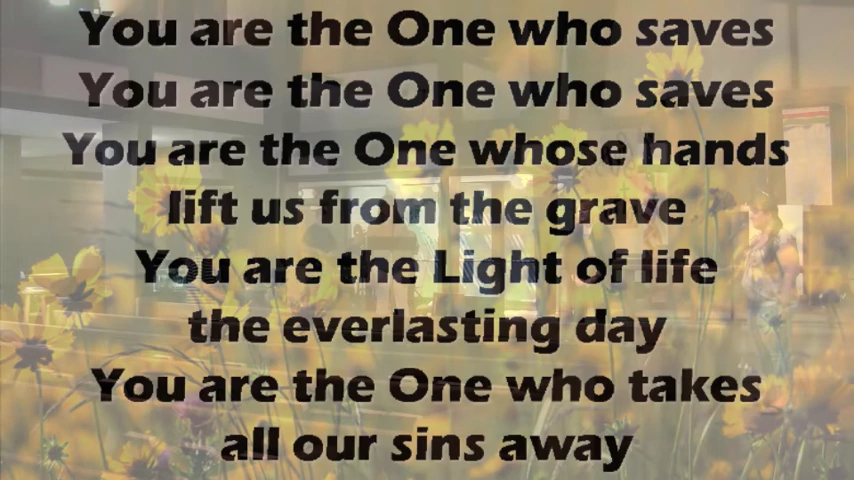 You are the One who saves
You are the One who saves
You are the One whose hands
lift us from the grave
You are the Light of life
the everlasting day
You are the One who takes
all our sins away